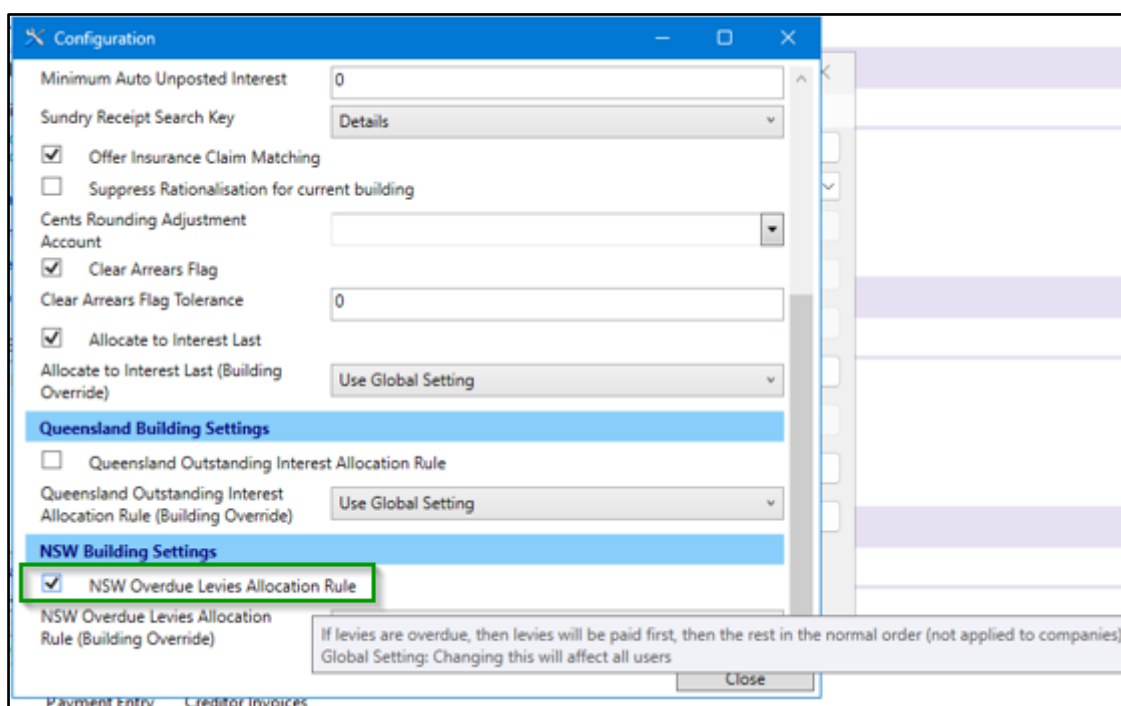 Configuration
Minimum Auto Unposted Interest
0
Sundry Receipt Search Key
Details
Offer Insurance Claim Matching
Suppress Rationalisation for current building
Cents Rounding Adjustment
Account
Clear Arrears Flag
Clear Arrears Flag Tolerance
0
Allocate to Interest Last
Allocate to Interest Last (Building
Override)
Use Global Setting
Queensland Building Settings
Queensland Outstanding Interest Allocation Rule
Queensland Outstanding Interest
Allocation Rule (Building Override)
Use Global Setting
NSW Building Settings
NSW Overdue Levies Allocation Rule
NSW Overdue Levies Allocation
Rule (Building Override)
If levies are overdue, then levies will be paid first, then the rest in the normal order (not applied to companies)
Global Setting: Changing this will affect all users
Close
Payment Entry Creditor Invoices